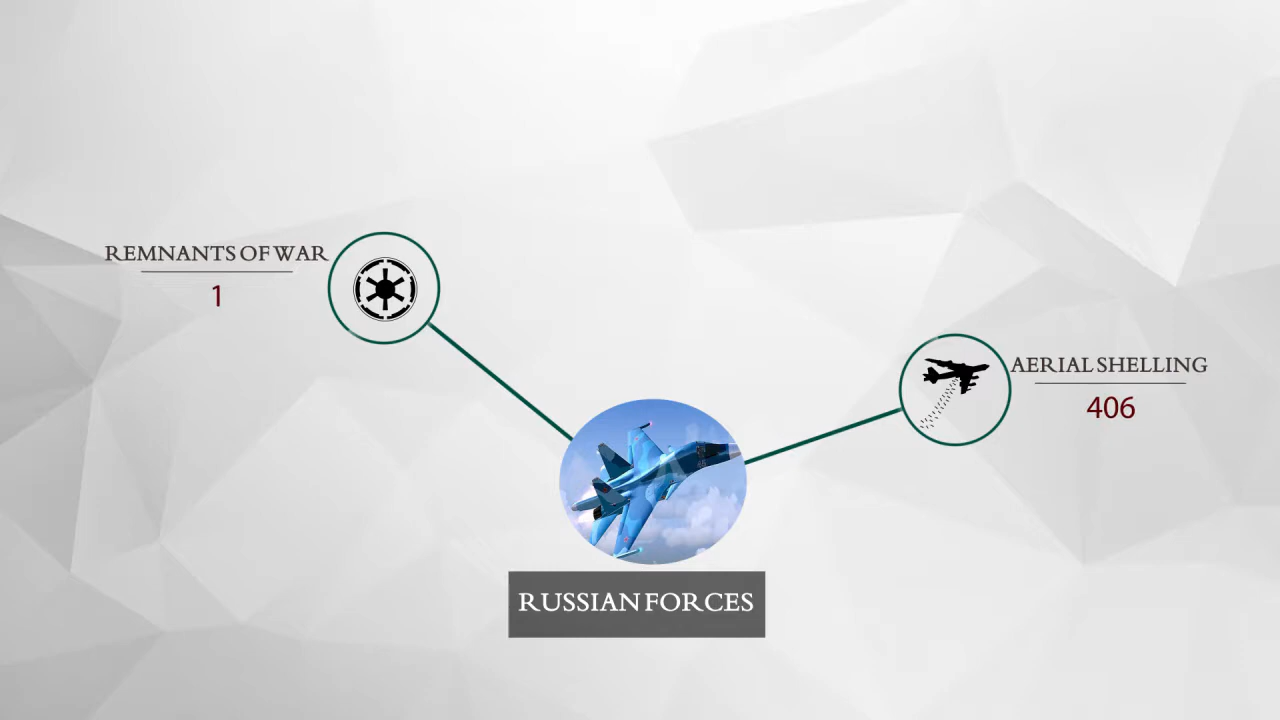 REMNANTS OF WAR
1
AERIAL SHELLING
406
RUSSIAN FORCES